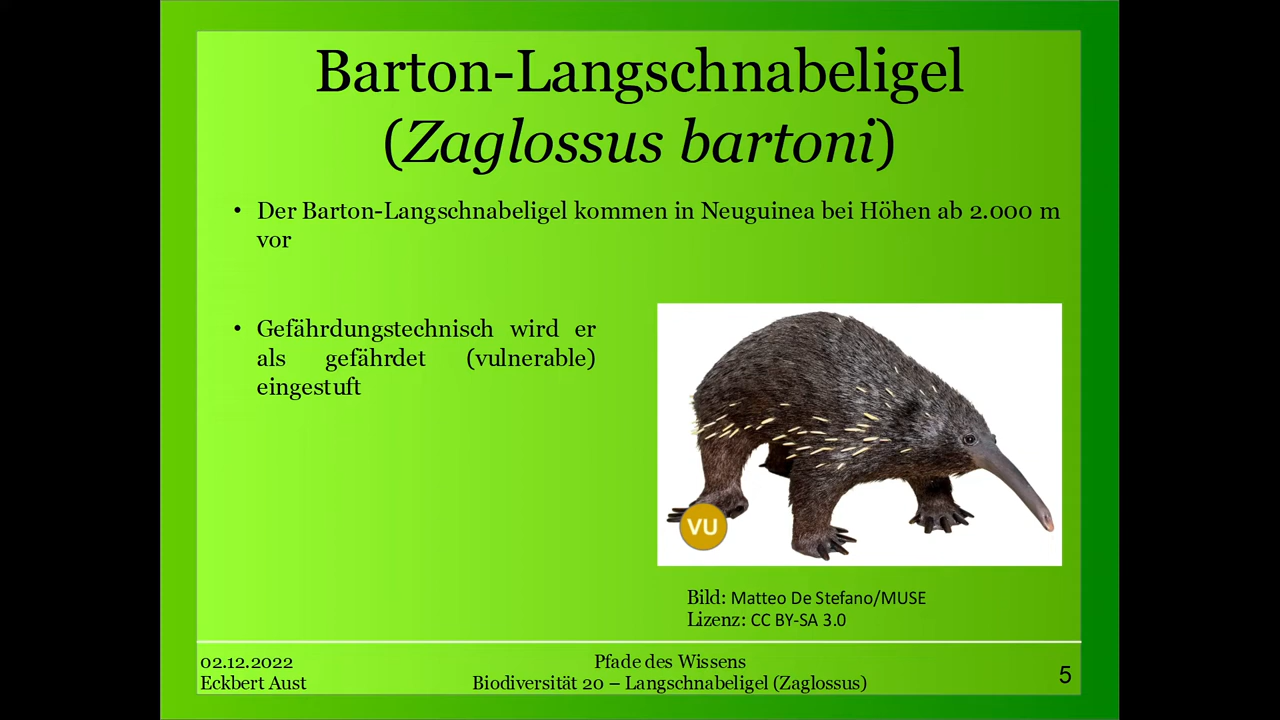 Barton-Langschnabeligel
(Zaglossus bartoni)
• Der Barton-Langschnabeligel kommen in Neuguinea bei Höhen ab 2.000 m
vor
• Gefährdungstechnisch wird er
als gefährdet (vulnerable)
eingestuft
VU
Bild: Matteo De Stefano/MUSE
Lizenz: CC BY-SA 3.0
02.12.2022
Eckbert Aust
Pfade des Wissens
Biodiversität 20 – Langschnabeligel (Zaglossus)
5